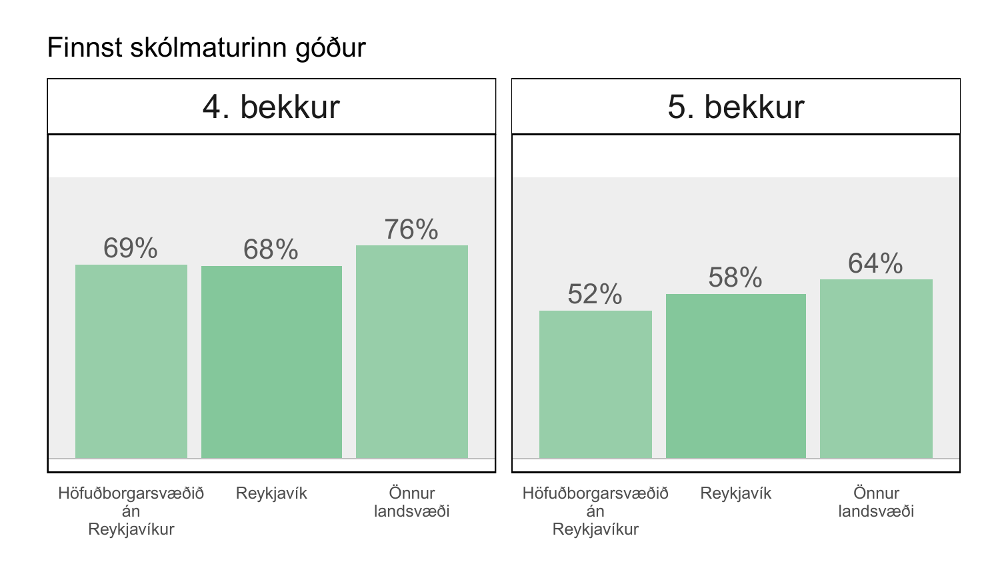 Finnst skólmaturinn góður
4. bekkur
69%
68%
76%
Höfuðborgarsvæðið
án
Reykjavíkur
Reykjavík
Önnur
landsvæði
5. bekkur
52%
58%
64%
Höfuðborgarsvæðið
án
Reykjavíkur
Reykjavík
Önnur
landsvæði